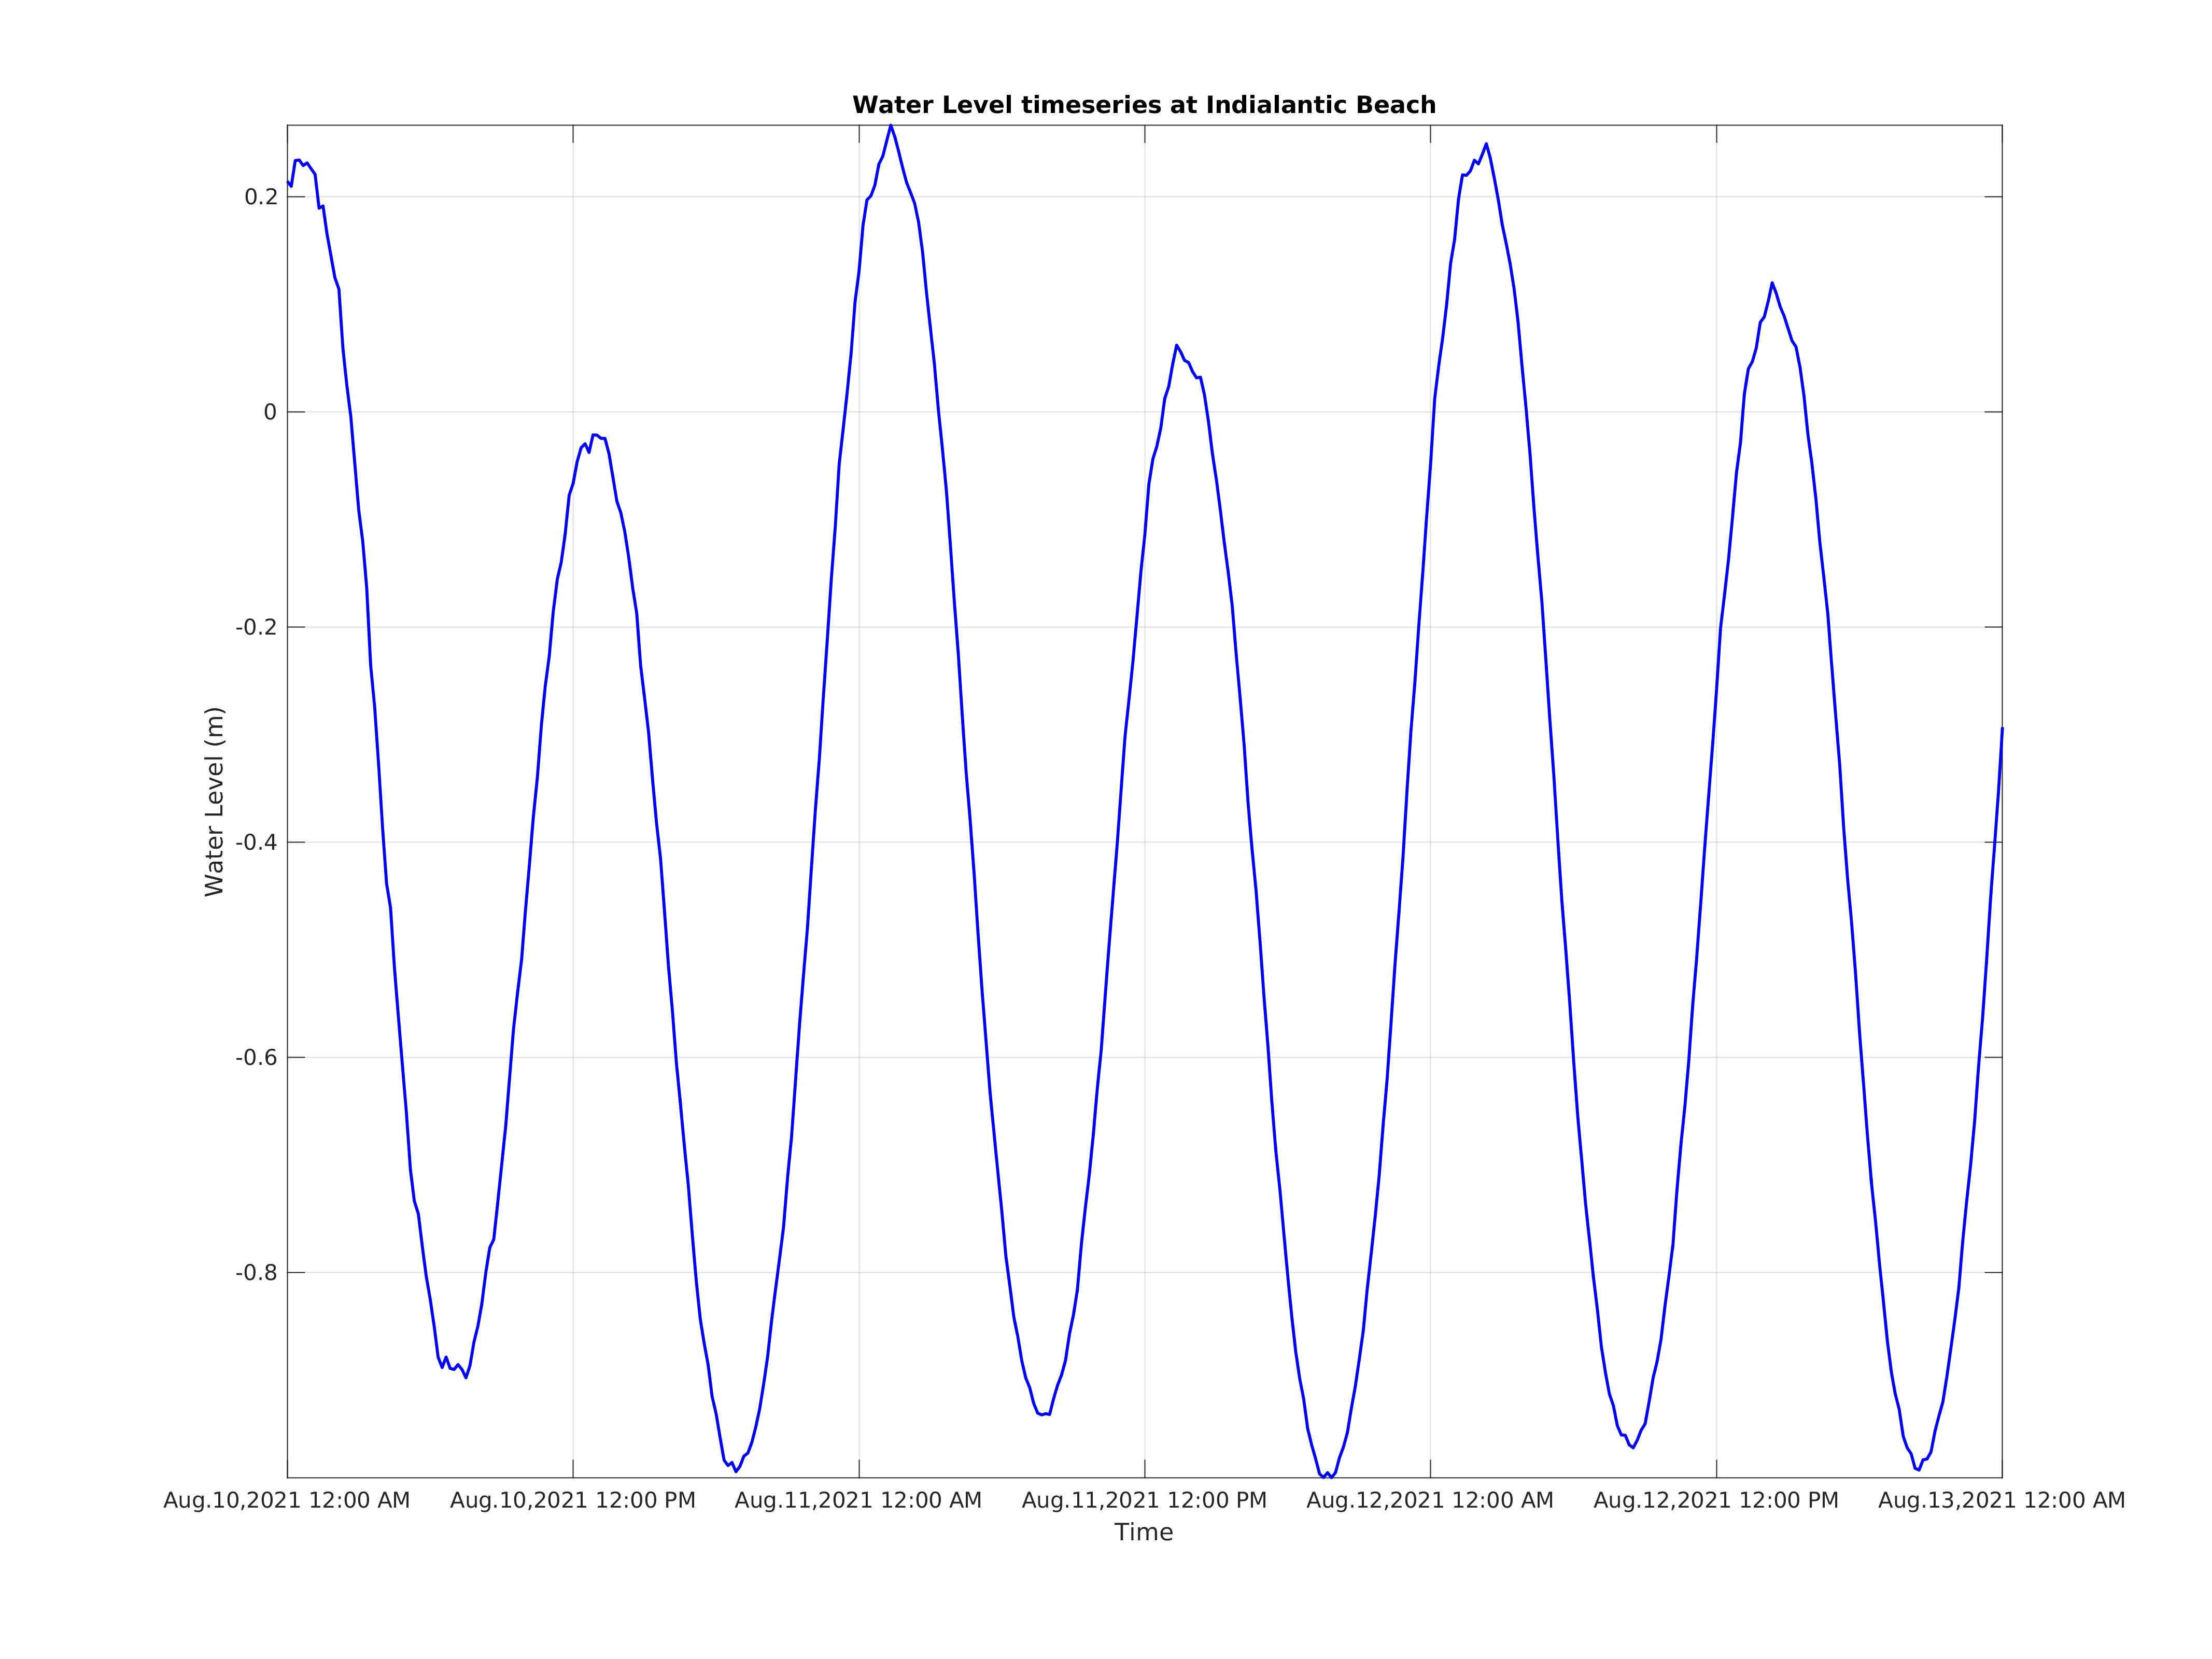 Water Level timeseries at Indialantic Beach
0.2
0
-0.2
-0.4
-0.6
-0.8
Water Level (m)
Aug.10,2021 12:00 AM Aug.10,2021 12:00 PM Aug.11,2021 12:00 AM Aug.11,2021 12:00 PM Aug.12,2021 12:00 AM Aug.12,2021 12:00 PM Aug.13,2021 12:00 AM
Time